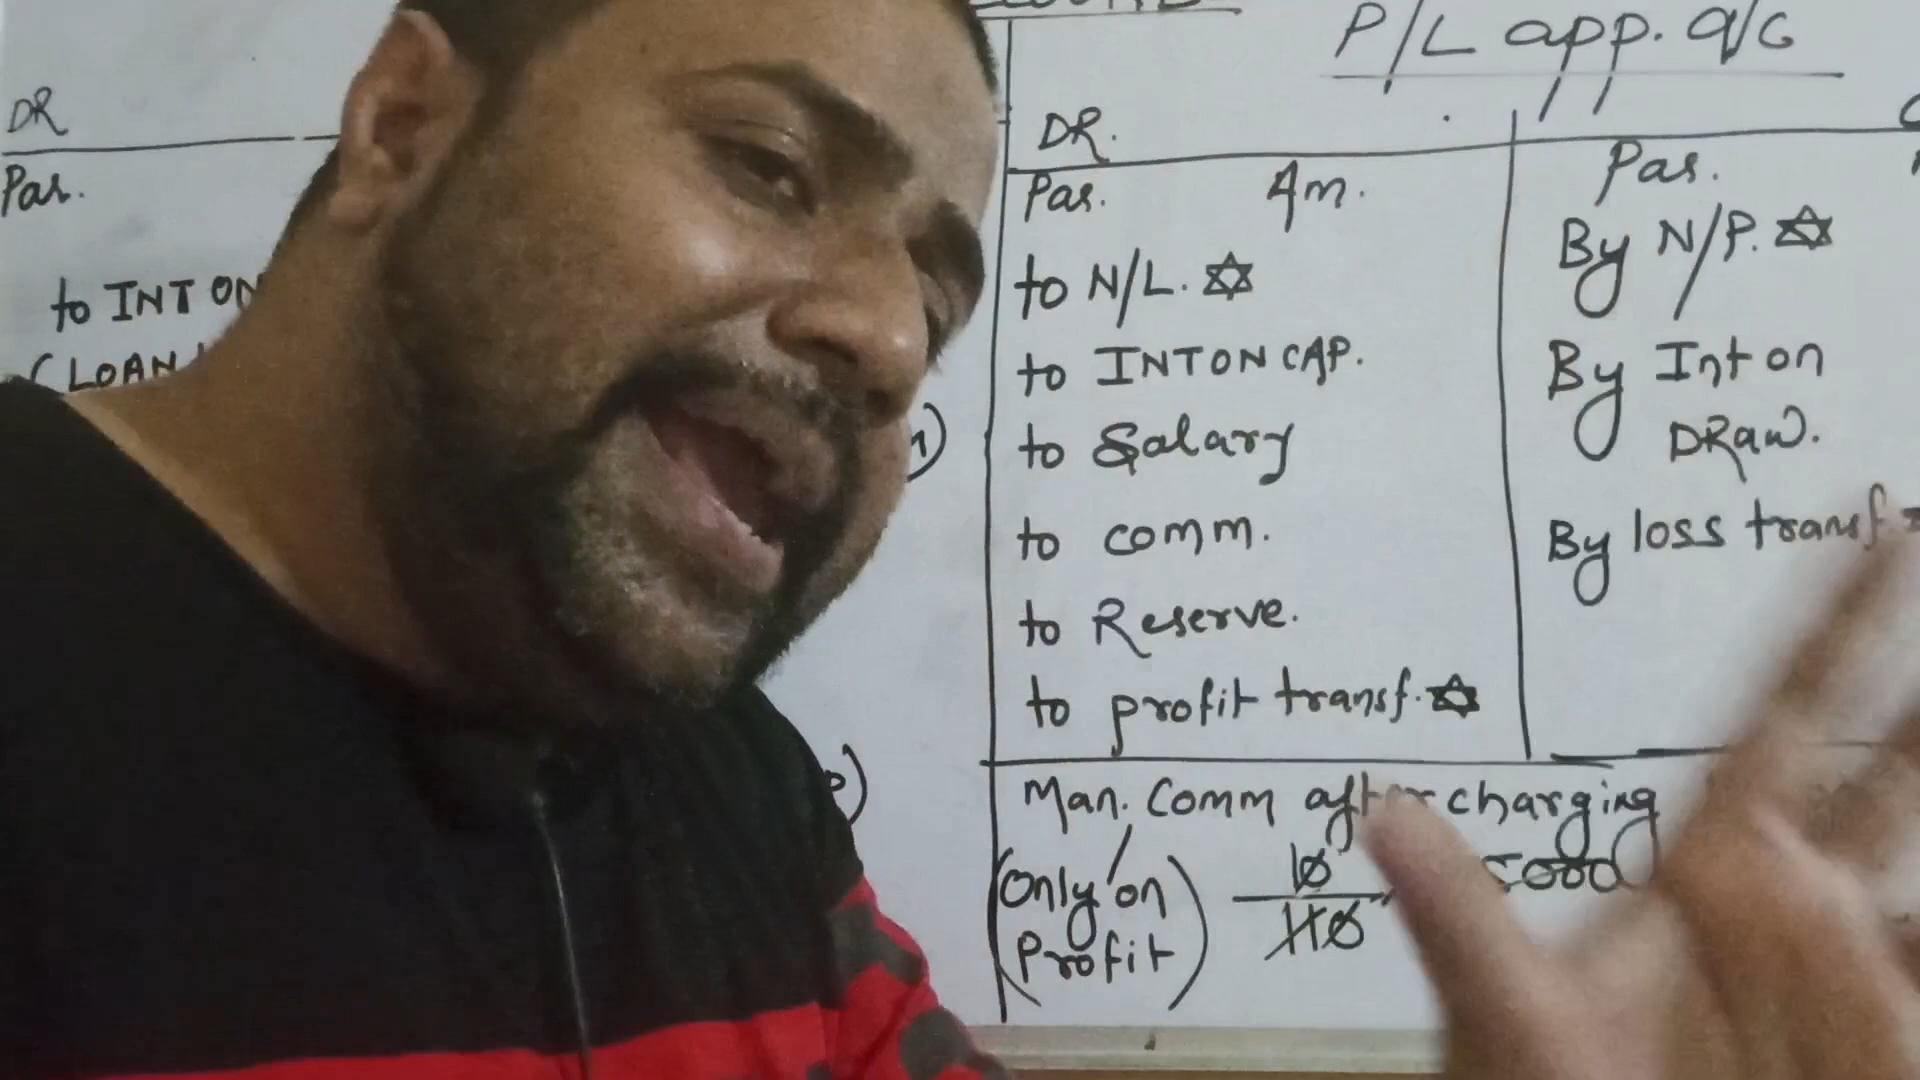 DR
Par.
to INT ON
(LOAN
P/L app. a/c
DR.
Par. Am.
to N/L. ✡
to INT ON CAP.
to Salary
to comm.
to Reserve.
to profit transf. ✡
Par.
By N/P. ✡
By Int on
DRaw.
By loss transf.
Man. Comm after charging
(Only on
Profit)
10
110